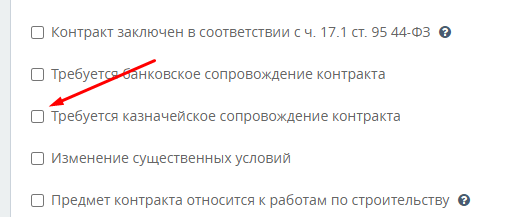 Контракт заключен в соответствии с ч. 17.1 ст. 95 44-ФЗ
Требуется банковское сопровождение контракта
Требуется казначейское сопровождение контракта
Изменение существенных условий
Предмет контракта относится к работам по строительству